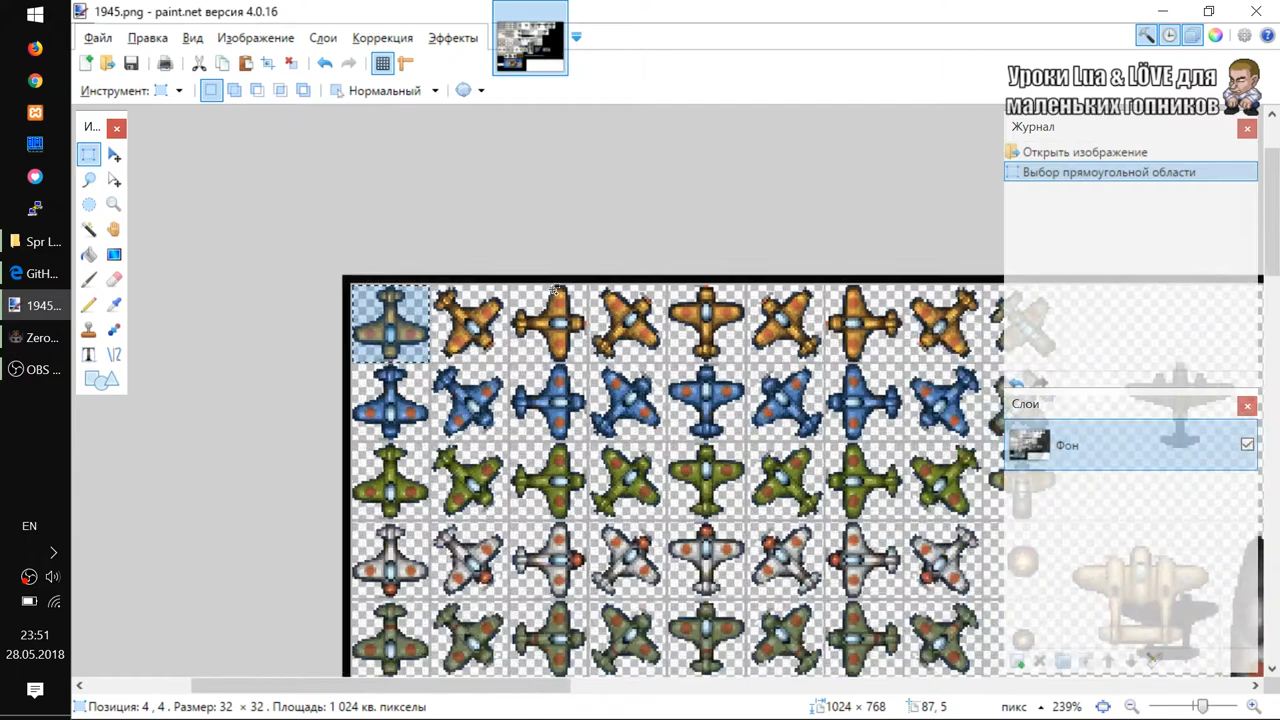 1945.png - paint.net версия 4.0.16
Файл Правка Вид Изображение Слои Коррекция Эффекты
Инструмент: Нормальный
Уроки Lua & LÖVE для
маленьких гопников
И...
Журнал
Открыть изображение
Выбор прямоугольной области
Слои
Фон
Spr L...
GitH...
1945...
Zero...
OBS ...
EN
23:51
28.05.2018
Позиция: 4 , 4 . Размер: 32 × 32 . Площадь: 1 024 кв. пикселы
1024 × 768
87, 5
пикс
239%